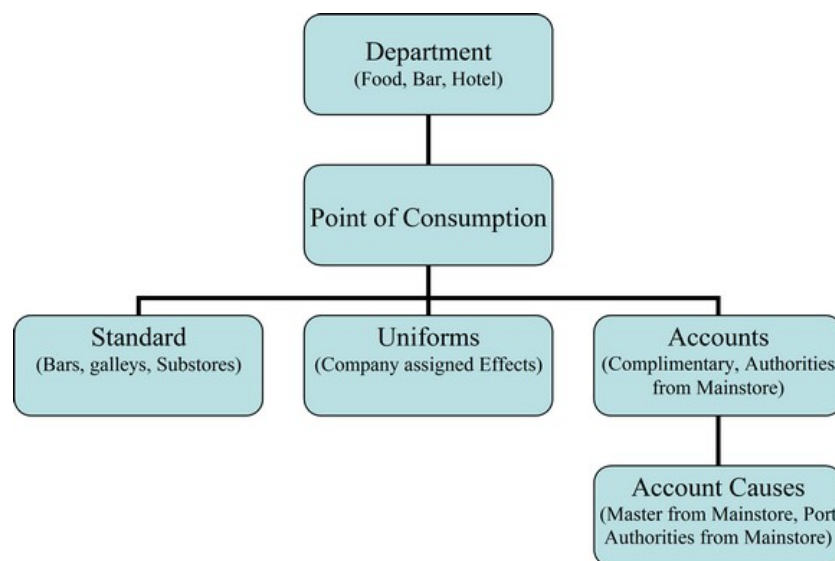 Department
(Food, Bar, Hotel)
Point of Consumption
Standard
(Bars, galleys, Substores)
Uniforms
(Company assigned Effects)
Accounts
(Complimentary, Authorities
from Mainstore)
Account Causes
(Master from Mainstore, Port
Authorities from Mainstore)